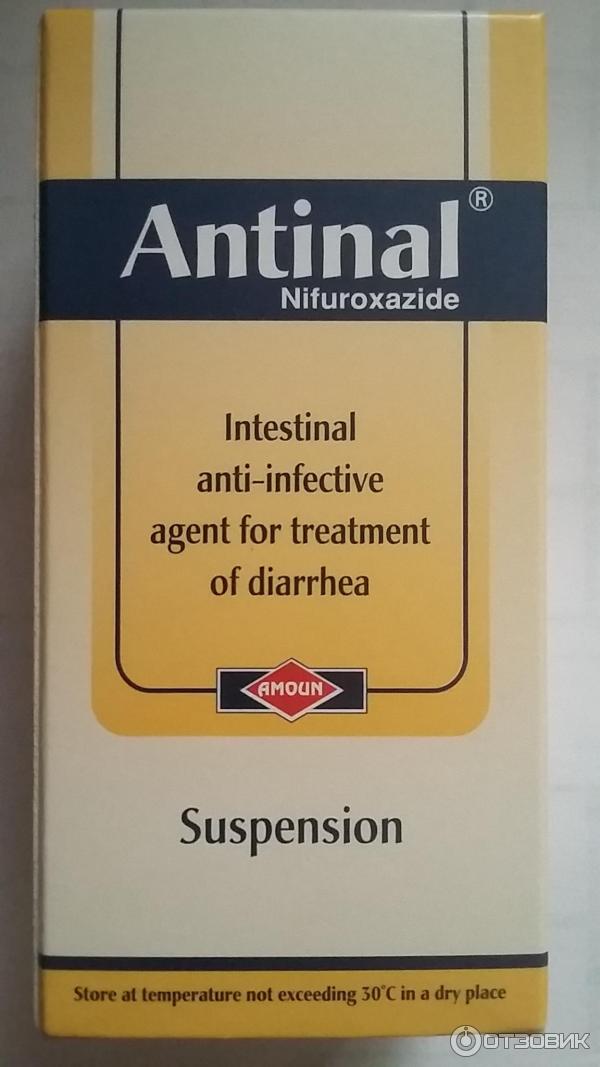 Antinal®
Nifuroxazide
Intestinal
anti-infective
agent for treatment
of diarrhea
AMOUN
Suspension
Store at temperature not exceeding 30°C in a dry place
ОТЗОВИК